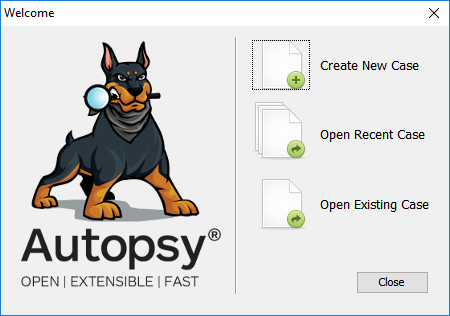 Welcome
Create New Case
Open Recent Case
Open Existing Case
Autopsy®
OPEN | EXTENSIBLE | FAST
Close